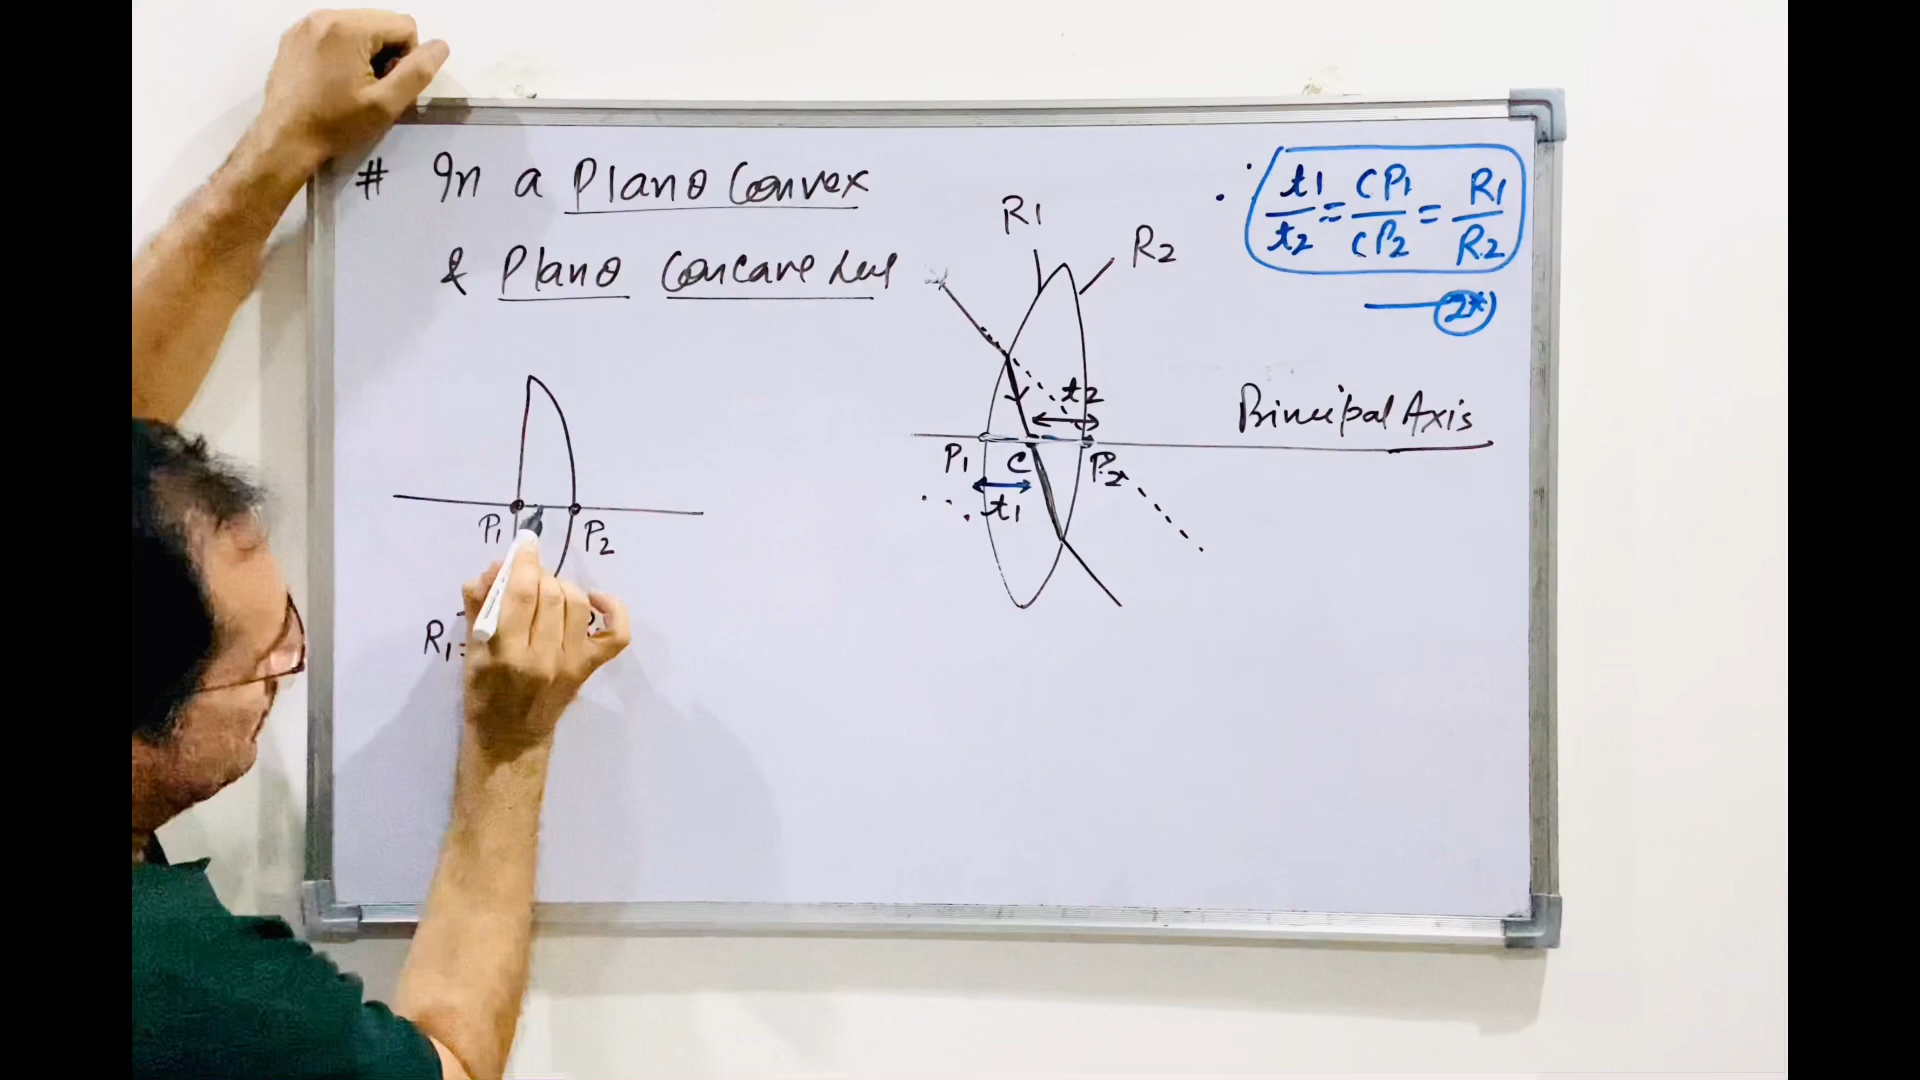 # In a Plano Convex
& Plano Concave
R1
R2
∴ t1/t2 = CP1/CP2 = R1/R2
(2*)
t2
Principal Axis
P1 C P2
t1
P1 P2
R1 =